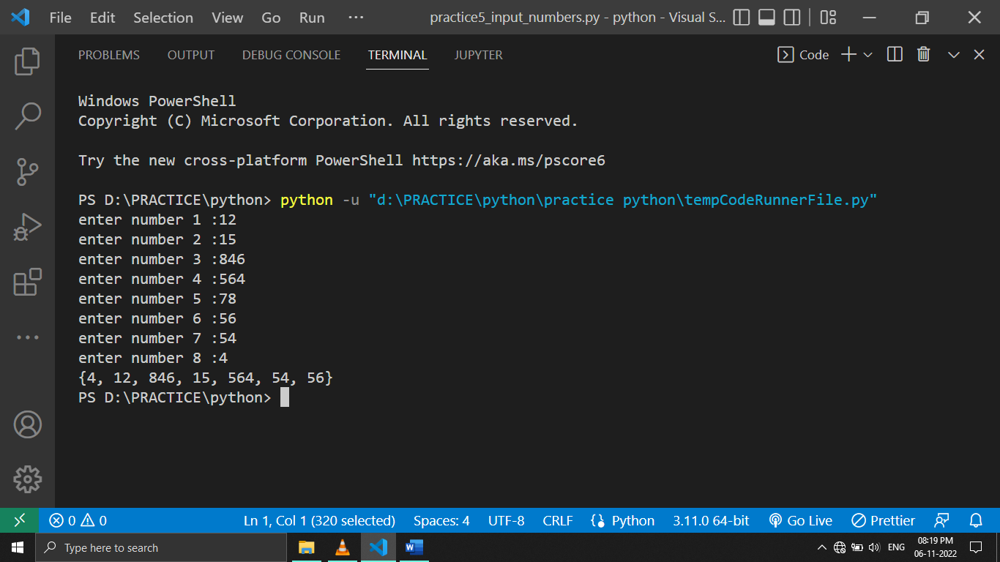 File Edit Selection View Go Run ··· practice5_input_numbers.py - python - Visual S...
PROBLEMS OUTPUT DEBUG CONSOLE TERMINAL JUPYTER Code
Windows PowerShell
Copyright (C) Microsoft Corporation. All rights reserved.
Try the new cross-platform PowerShell https://aka.ms/pscore6
PS D:\PRACTICE\python> python -u "d:\PRACTICE\python\practice python\tempCodeRunnerFile.py"
enter number 1 :12
enter number 2 :15
enter number 3 :846
enter number 4 :564
enter number 5 :78
enter number 6 :56
enter number 7 :54
enter number 8 :4
{4, 12, 846, 15, 564, 54, 56}
PS D:\PRACTICE\python>
0 0 Ln 1, Col 1 (320 selected) Spaces: 4 UTF-8 CRLF Python 3.11.0 64-bit Go Live Prettier
Type here to search ENG 08:19 PM
06-11-2022